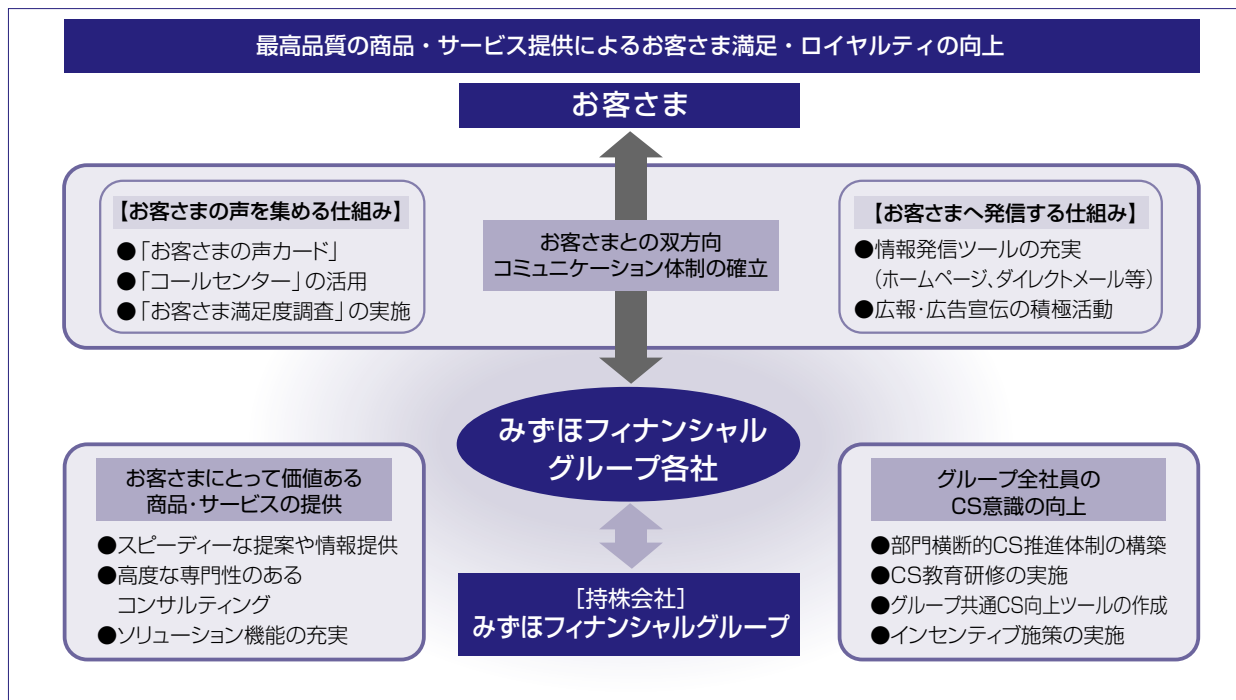 最高品質の商品・サービス提供によるお客さま満足・ロイヤルティの向上
お客さま
【お客さまの声を集める仕組み】
●「お客さまの声カード」
●「コールセンター」の活用
●「お客さま満足度調査」の実施
お客さまとの双方向
コミュニケーション体制の確立
【お客さまへ発信する仕組み】
●情報発信ツールの充実
(ホームページ、ダイレクトメール等)
●広報・広告宣伝の積極活動
みずほフィナンシャル
グループ各社
お客さまにとって価値ある
商品・サービスの提供
●スピーディーな提案や情報提供
●高度な専門性のある
コンサルティング
●ソリューション機能の充実
[持株会社]
みずほフィナンシャルグループ
グループ全社員の
CS意識の向上
●部門横断的CS推進体制の構築
●CS教育研修の実施
●グループ共通CS向上ツールの作成
●インセンティブ施策の実施